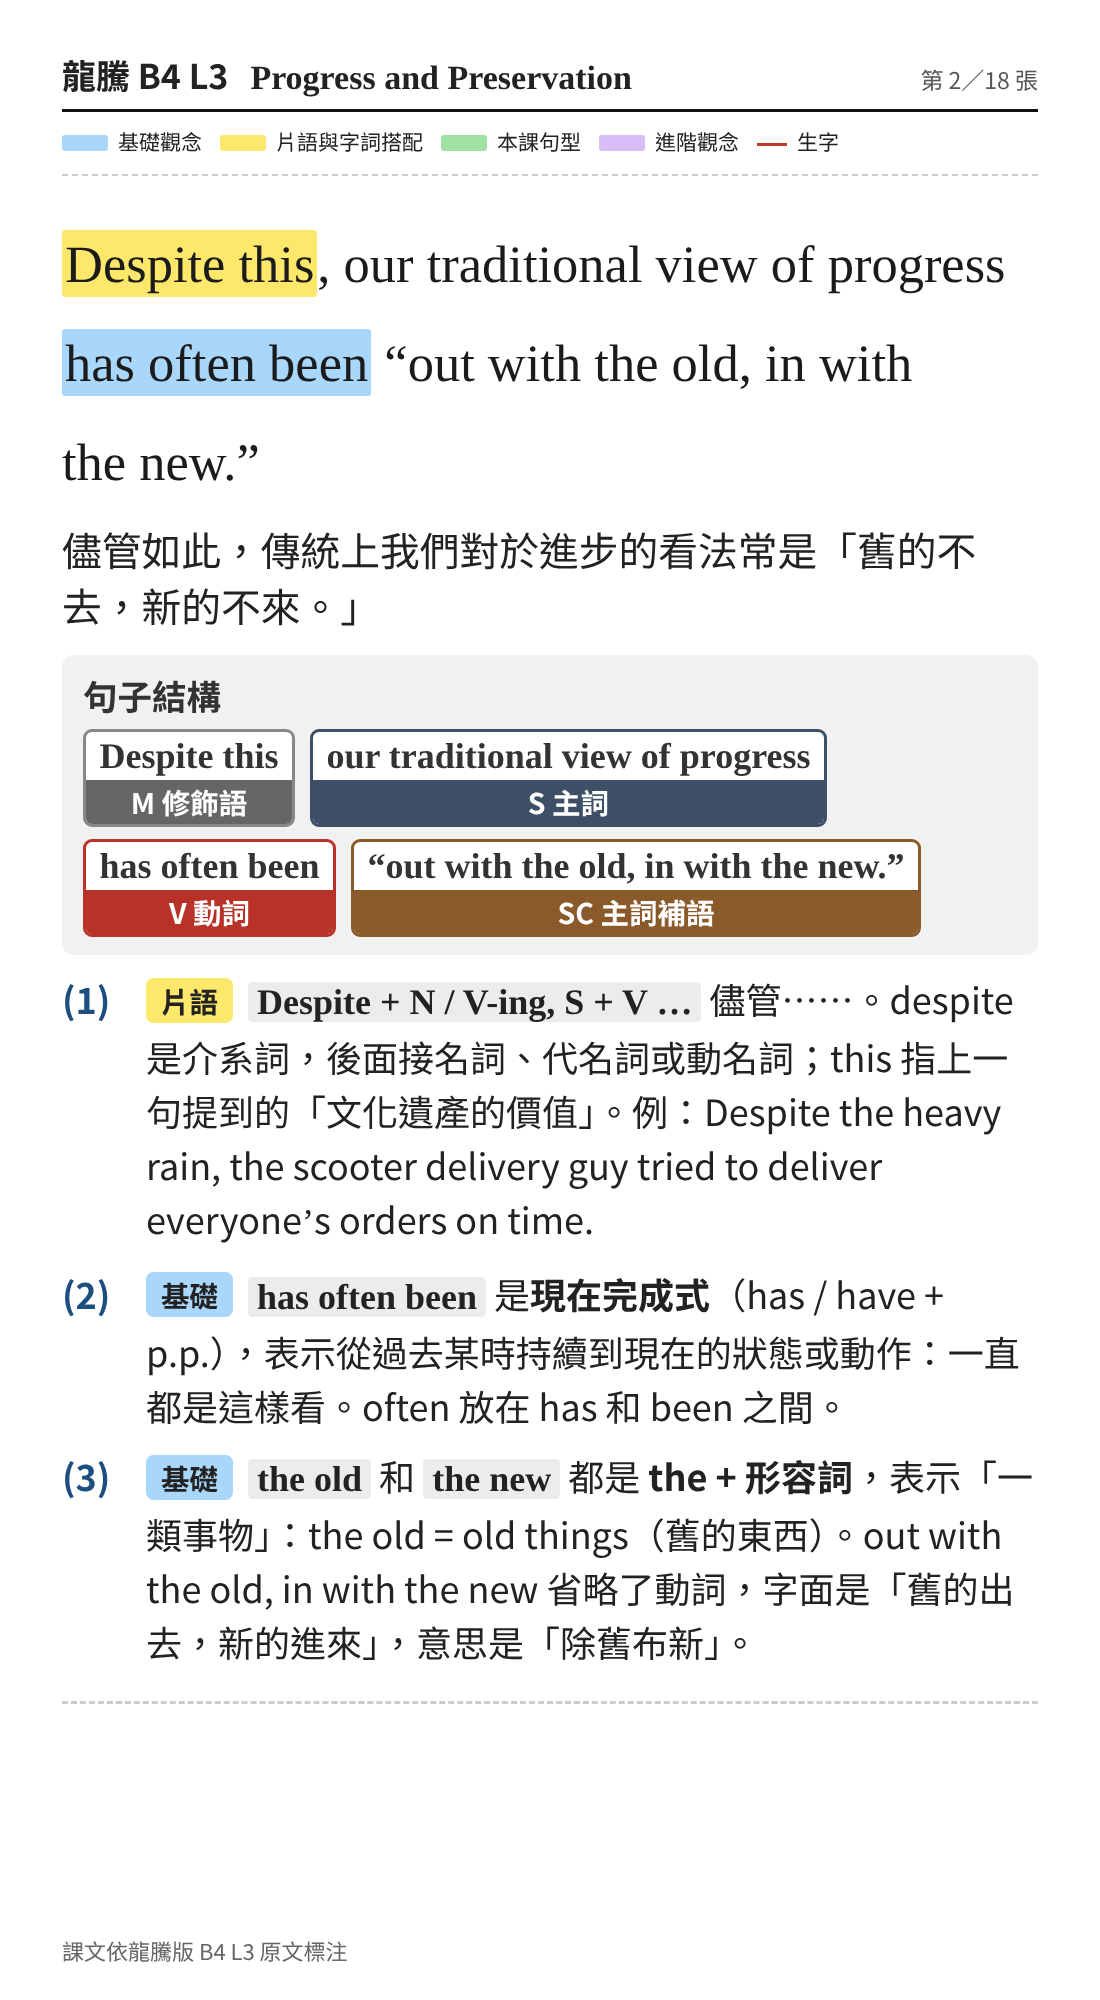 龍騰 B4 L3 Progress and Preservation 第 2／18 張
基礎觀念 片語與字詞搭配 本課句型 進階觀念 生字
Despite this, our traditional view of progress
has often been “out with the old, in with
the new.”
儘管如此，傳統上我們對於進步的看法常是「舊的不
去，新的不來。」
句子結構
Despite this our traditional view of progress
M 修飾語 S 主詞
has often been “out with the old, in with the new.”
V 動詞 SC 主詞補語
(1) 片語 Despite + N / V-ing, S + V … 儘管……。despite
是介系詞，後面接名詞、代名詞或動名詞；this 指上一
句提到的「文化遺產的價值」。例：Despite the heavy
rain, the scooter delivery guy tried to deliver
everyone’s orders on time.
(2) 基礎 has often been 是現在完成式（has / have +
p.p.），表示從過去某時持續到現在的狀態或動作：一直
都是這樣看。often 放在 has 和 been 之間。
(3) 基礎 the old 和 the new 都是 the + 形容詞，表示「一
類事物」：the old = old things（舊的東西）。out with
the old, in with the new 省略了動詞，字面是「舊的出
去，新的進來」，意思是「除舊布新」。
課文依龍騰版 B4 L3 原文標注